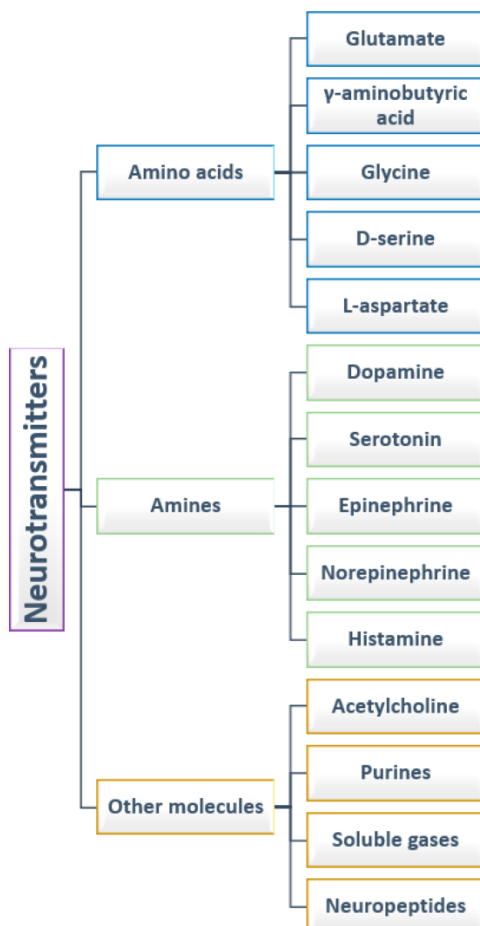 Neurotransmitters
Amino acids
Glutamate
γ-aminobutyric
acid
Glycine
D-serine
L-aspartate
Amines
Dopamine
Serotonin
Epinephrine
Norepinephrine
Histamine
Other molecules
Acetylcholine
Purines
Soluble gases
Neuropeptides